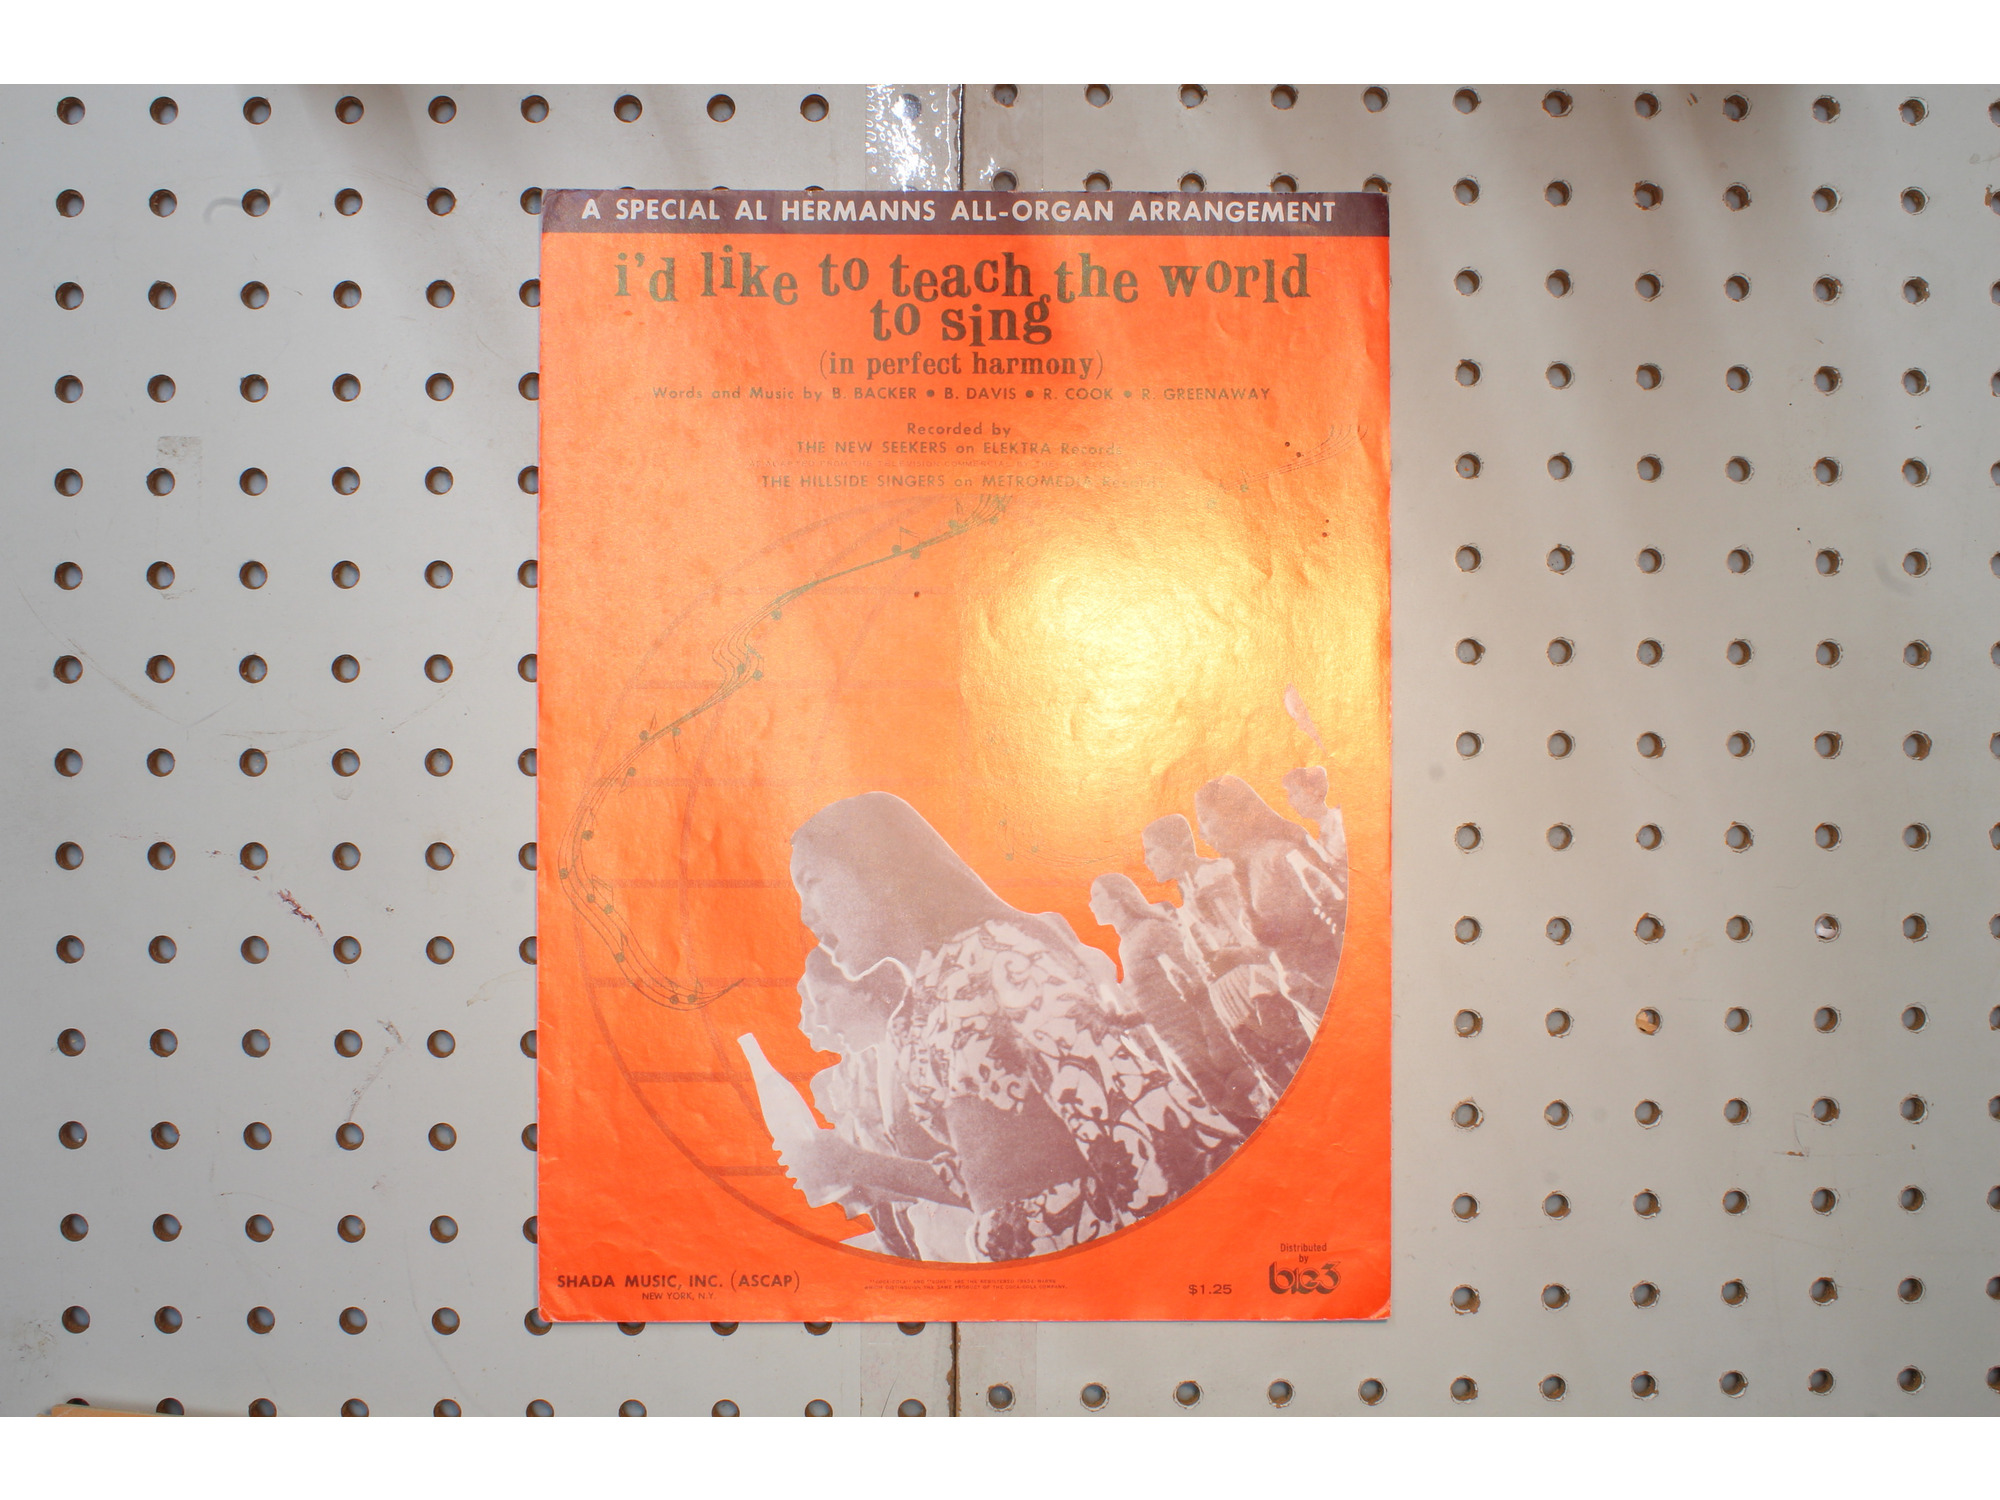 A SPECIAL AL HERMANNS ALL-ORGAN ARRANGEMENT
i'd like to teach the world
to sing
(in perfect harmony)
Words and Music by B. BACKER • B. DAVIS • R. COOK • R. GREENAWAY
Recorded by
THE NEW SEEKERS on ELEKTRA Records
THE HILLSIDE SINGERS on METROMEDIA Records
SHADA MUSIC, INC. (ASCAP)
NEW YORK, N.Y.
$1.25
Distributed
by
big3